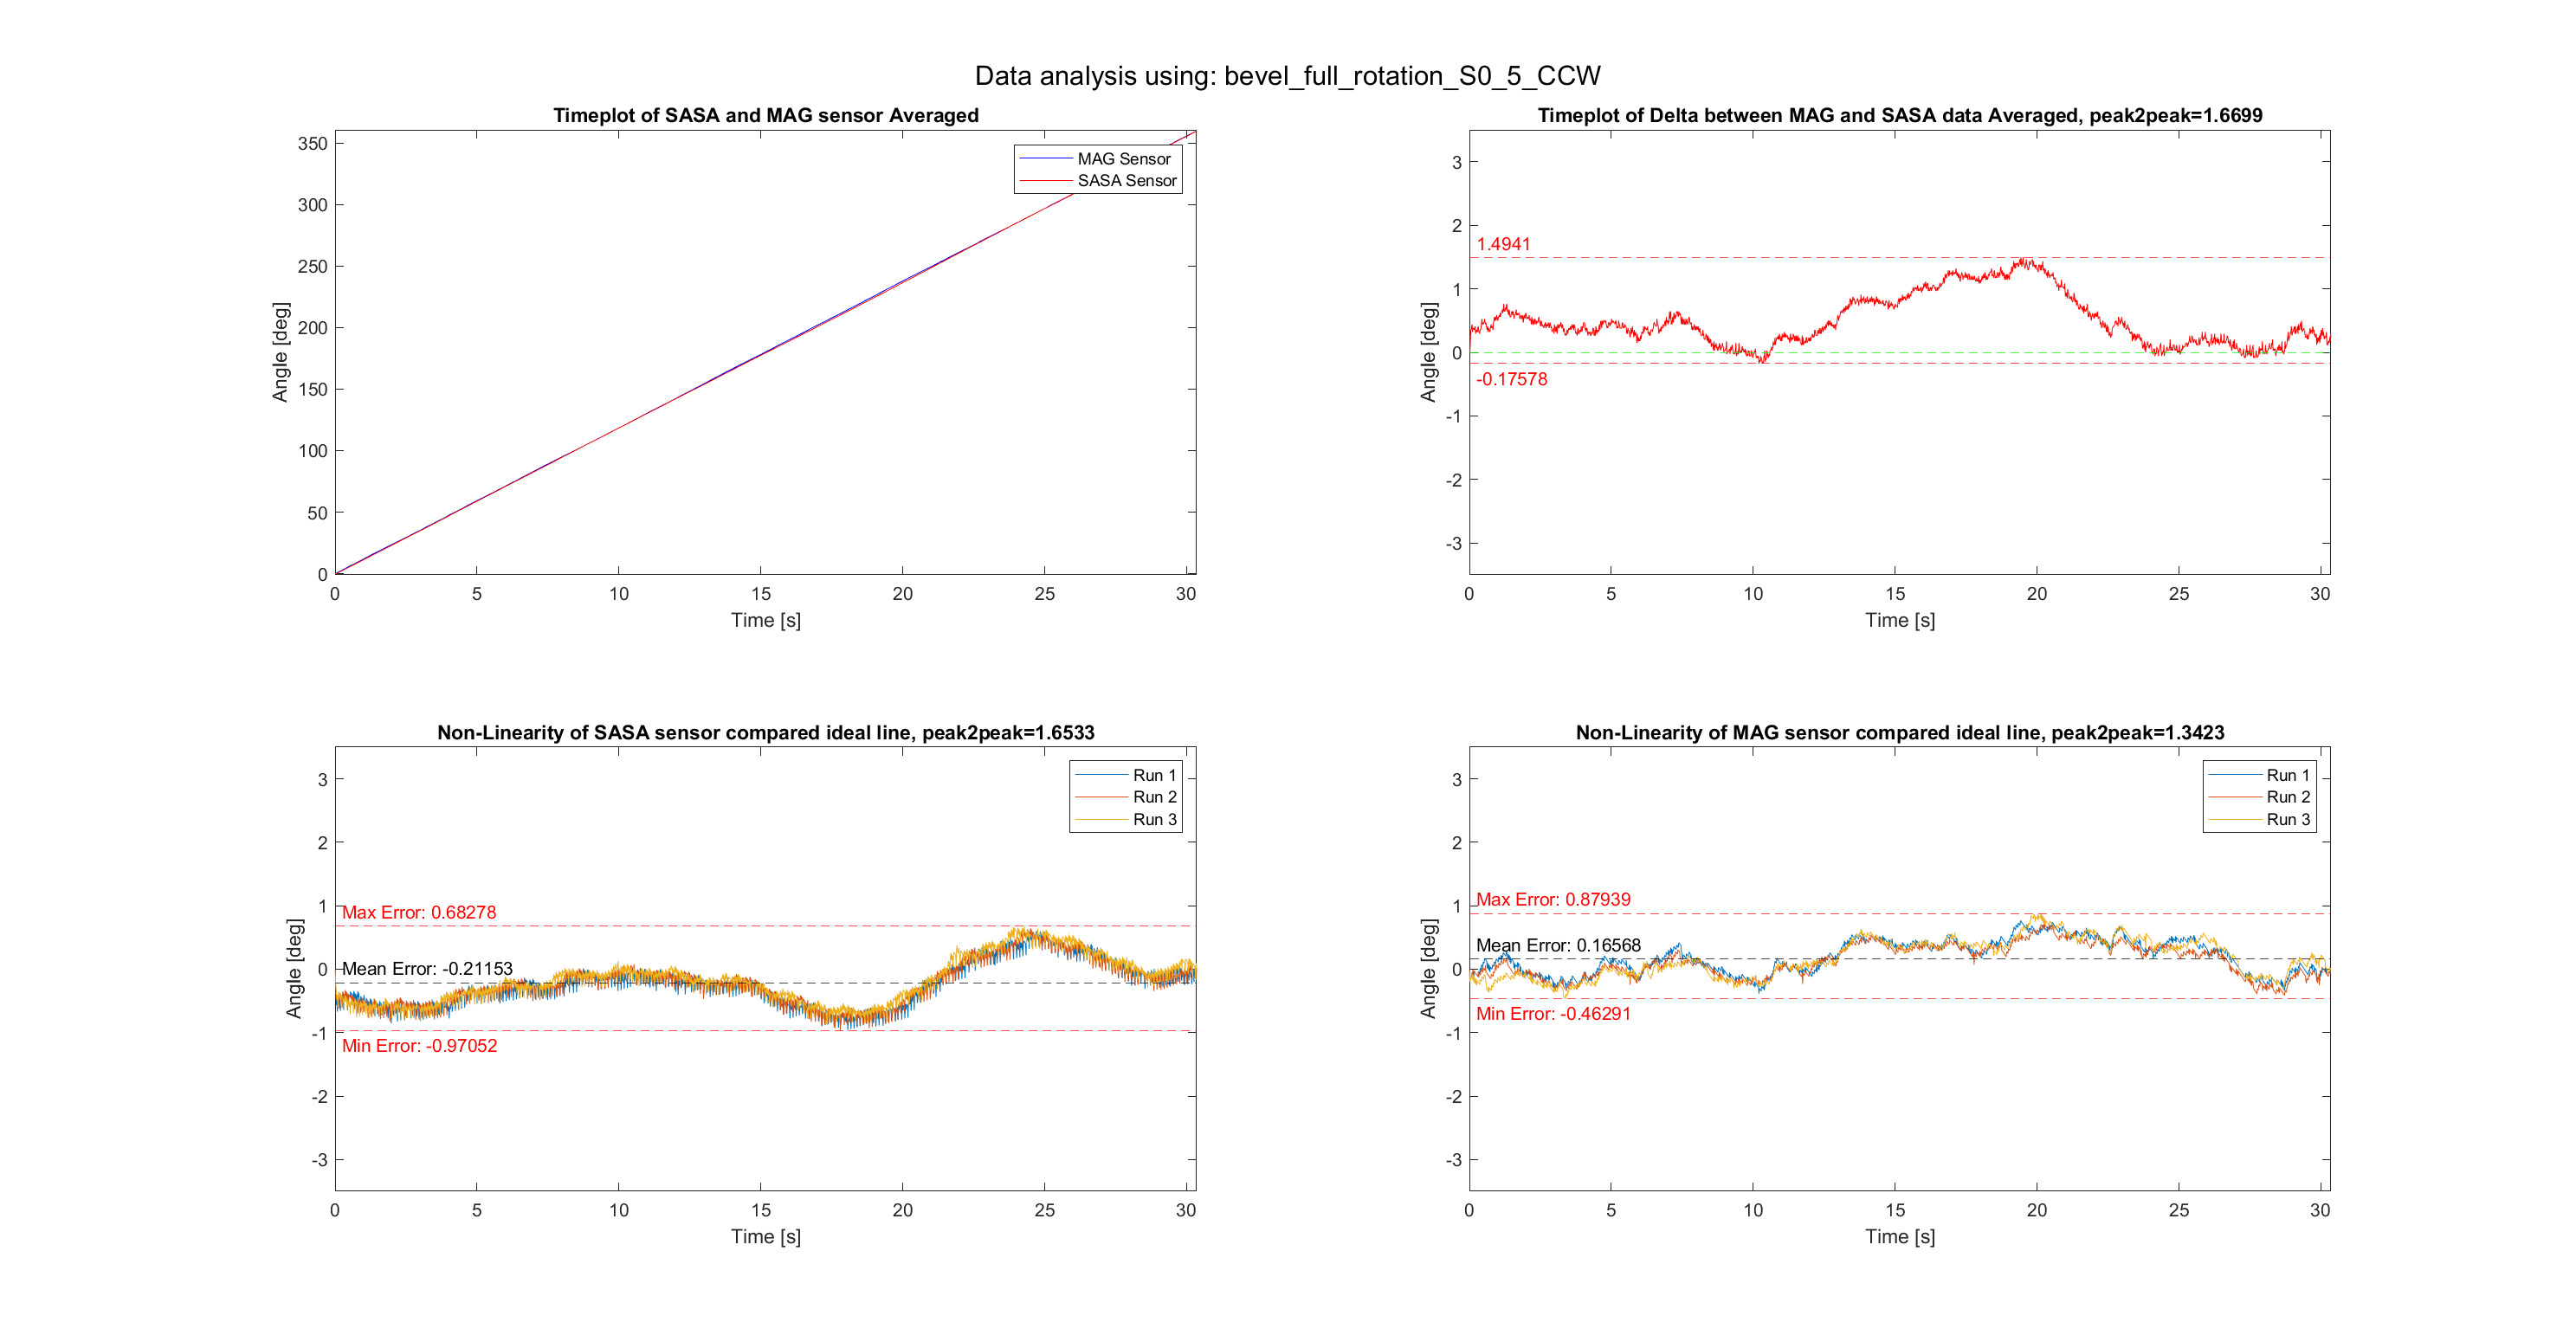 Data analysis using: bevel_full_rotation_S0_5_CCW
Timeplot of SASA and MAG sensor Averaged
350
300
250
200
150
100
50
0
Angle [deg]
0 5 10 15 20 25 30
Time [s]
MAG Sensor
SASA Sensor
Timeplot of Delta between MAG and SASA data Averaged, peak2peak=1.6699
3
2
1
0
-1
-2
-3
Angle [deg]
1.4941
-0.17578
0 5 10 15 20 25 30
Time [s]
Non-Linearity of SASA sensor compared ideal line, peak2peak=1.6533
3
2
1
0
-1
-2
-3
Angle [deg]
Run 1
Run 2
Run 3
Max Error: 0.68278
Mean Error: -0.21153
Min Error: -0.97052
0 5 10 15 20 25 30
Time [s]
Non-Linearity of MAG sensor compared ideal line, peak2peak=1.3423
3
2
1
0
-1
-2
-3
Angle [deg]
Run 1
Run 2
Run 3
Max Error: 0.87939
Mean Error: 0.16568
Min Error: -0.46291
0 5 10 15 20 25 30
Time [s]